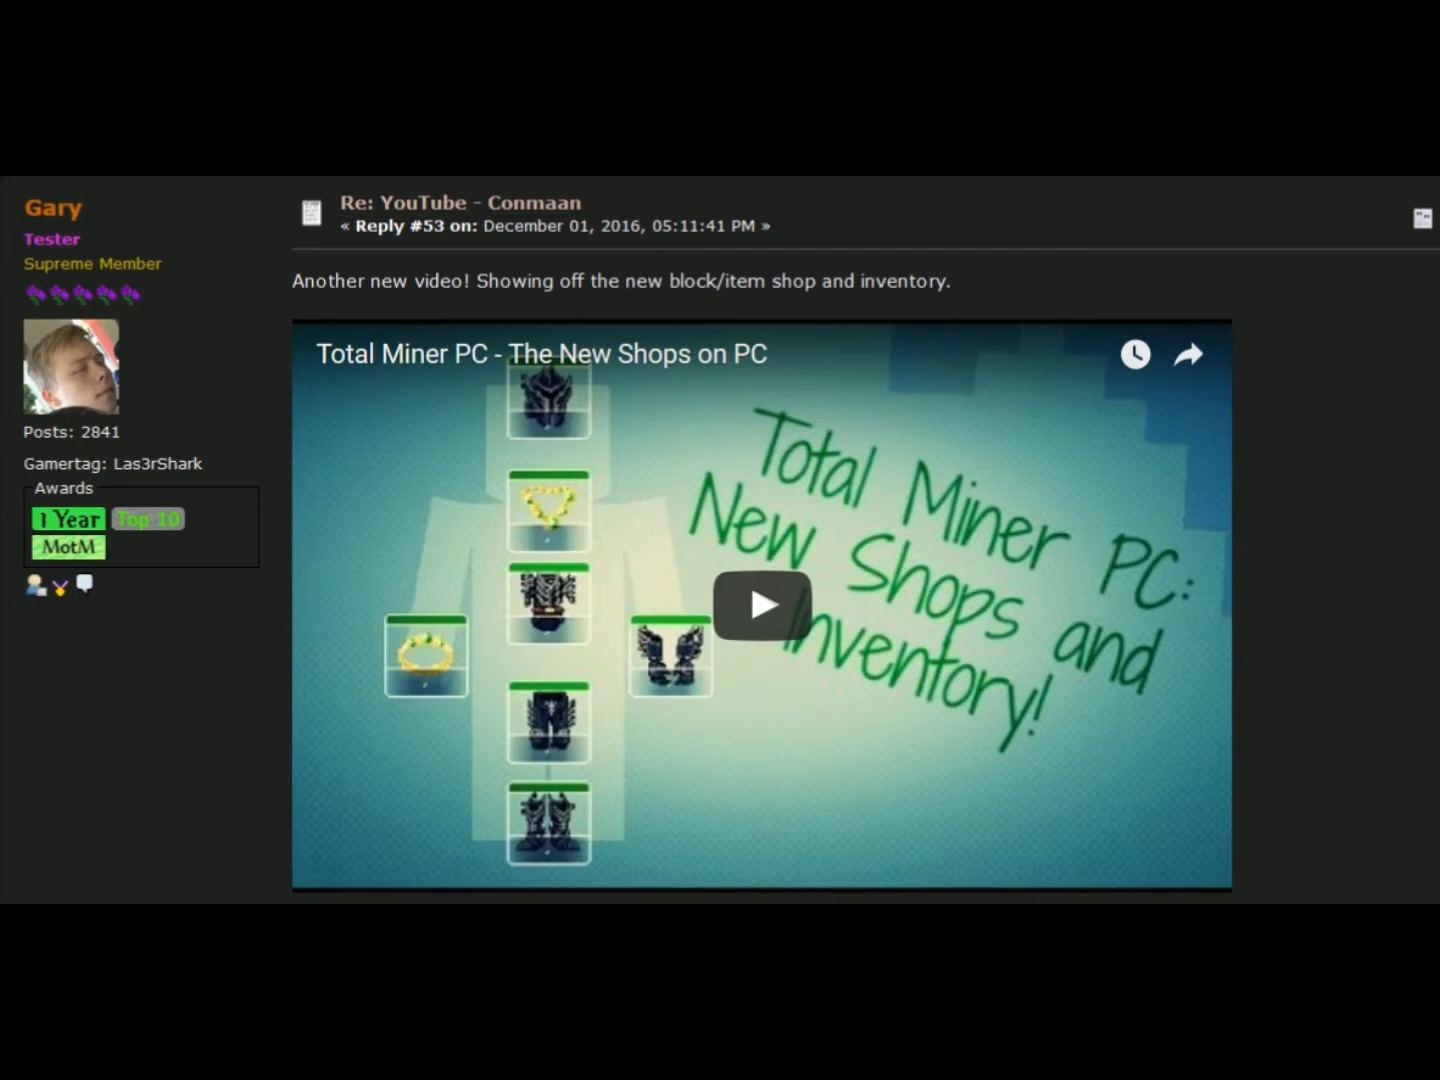 Gary
Tester
Supreme Member
Posts: 2841
Gamertag: Las3rShark
Awards
1 Year Top 10
MotM
Re: YouTube - Conmaan
« Reply #53 on: December 01, 2016, 05:11:41 PM »
Another new video! Showing off the new block/item shop and inventory.
Total Miner PC - The New Shops on PC
Total Miner PC:
New Shops and
Inventory!